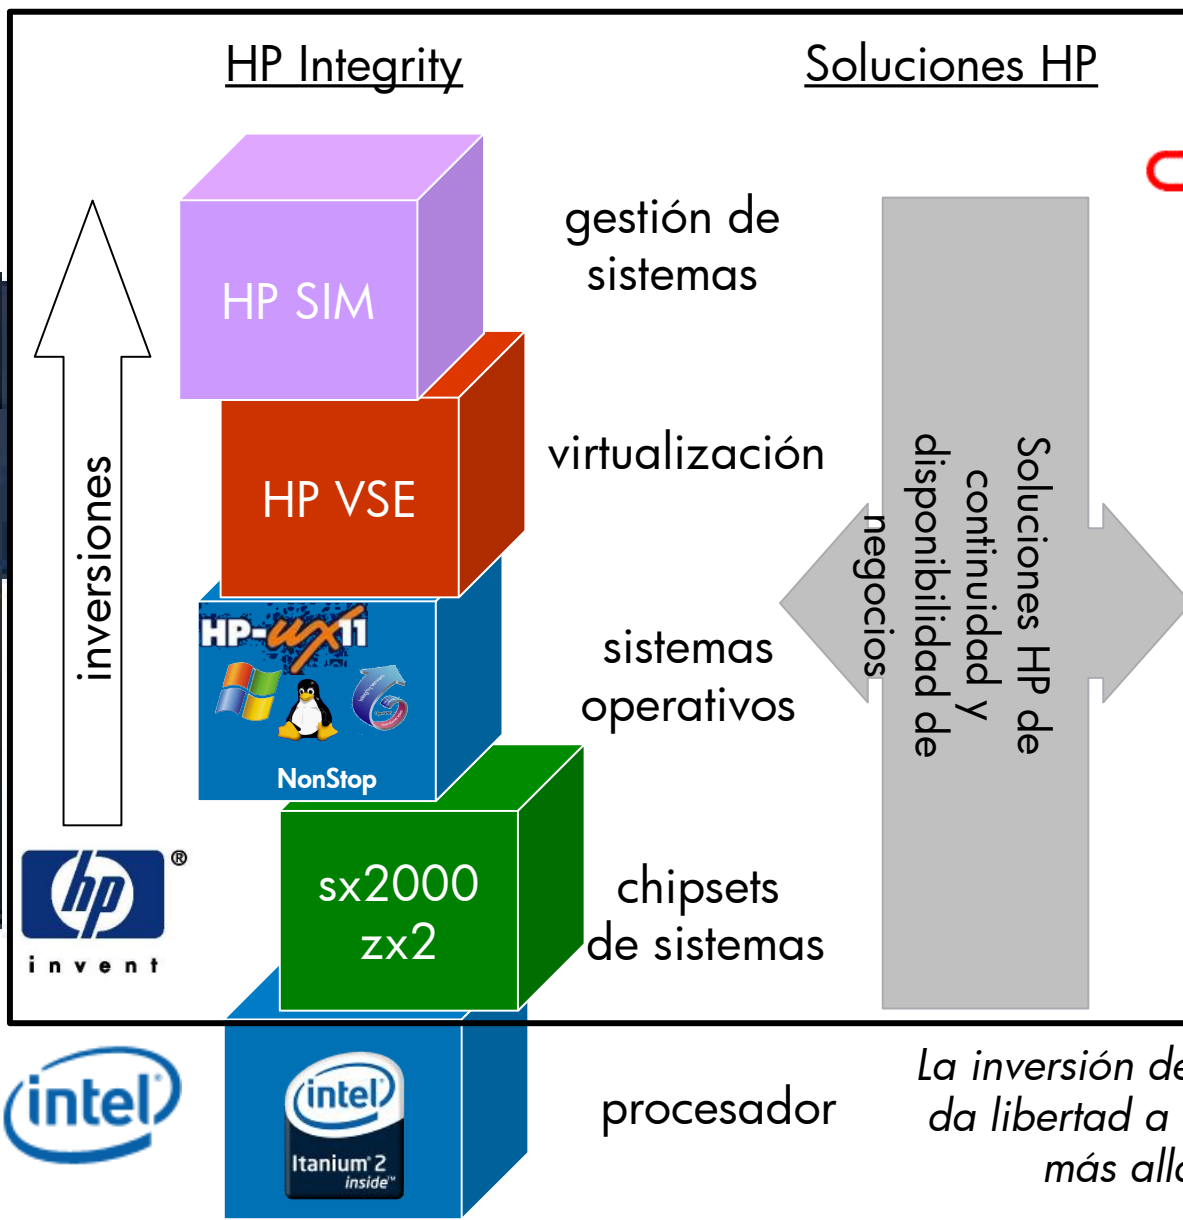 HP Integrity
Soluciones HP
HP SIM
gestión de
sistemas
inversiones
HP VSE
virtualización
Soluciones HP de
continuidad y
disponibilidad de
negocios
HP-UX11
NonStop
sistemas
operativos
sx2000
zx2
chipsets
de sistemas
hp
®
invent
intel
intel
Itanium® 2
inside™
procesador
La inversión de
da libertad a
más